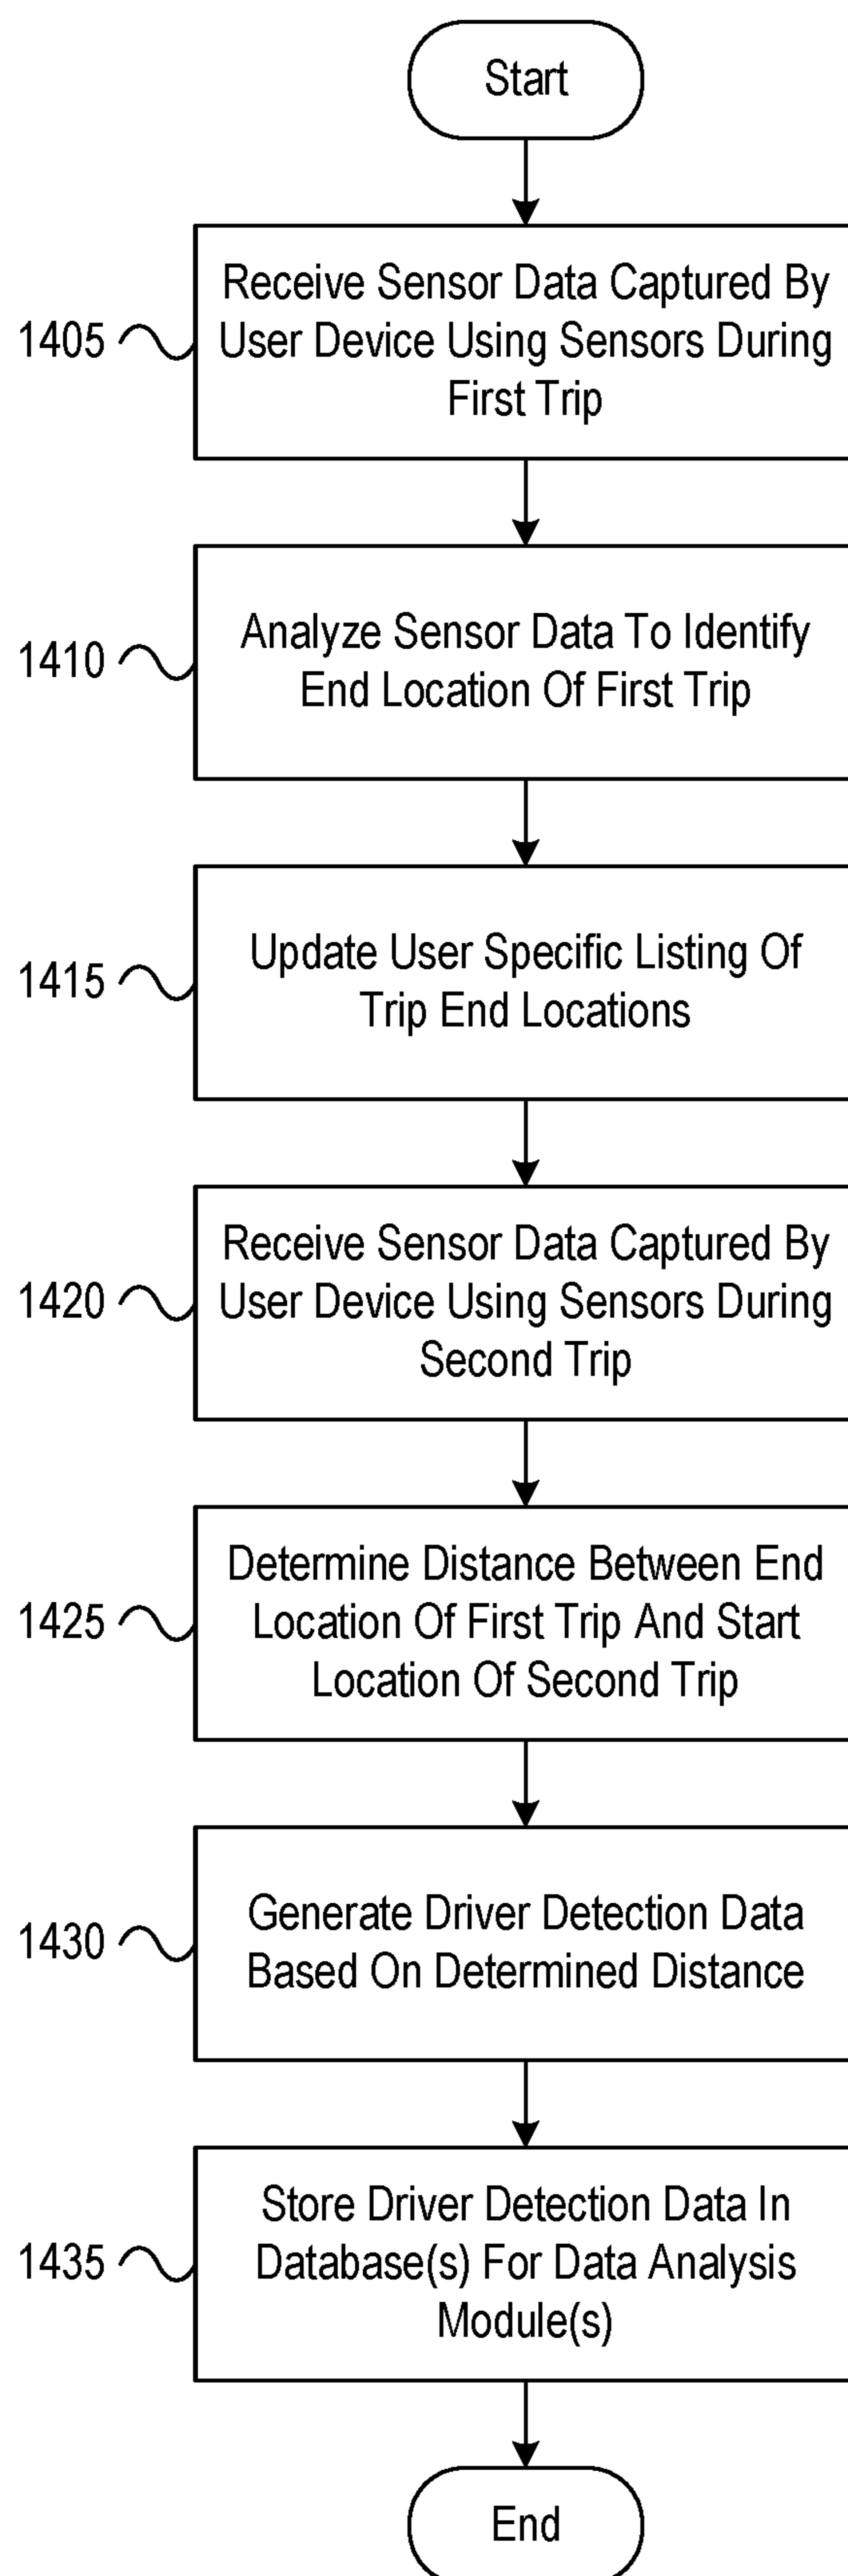 Start
Receive Sensor Data Captured By
1405
User Device Using Sensors During
First Trip
Analyze Sensor Data To Identify
1410
End Location Of First Trip
Update User Specific Listing Of
1415
Trip End Locations
Receive Sensor Data Captured By
1420
User Device Using Sensors During
Second Trip
Determine Distance Between End
1425
Location Of First Trip And Start
Location Of Second Trip
Generate Driver Detection Data
1430
Based On Determined Distance
Store Driver Detection Data In
1435
Database(s) For Data Analysis
Module(s)
End